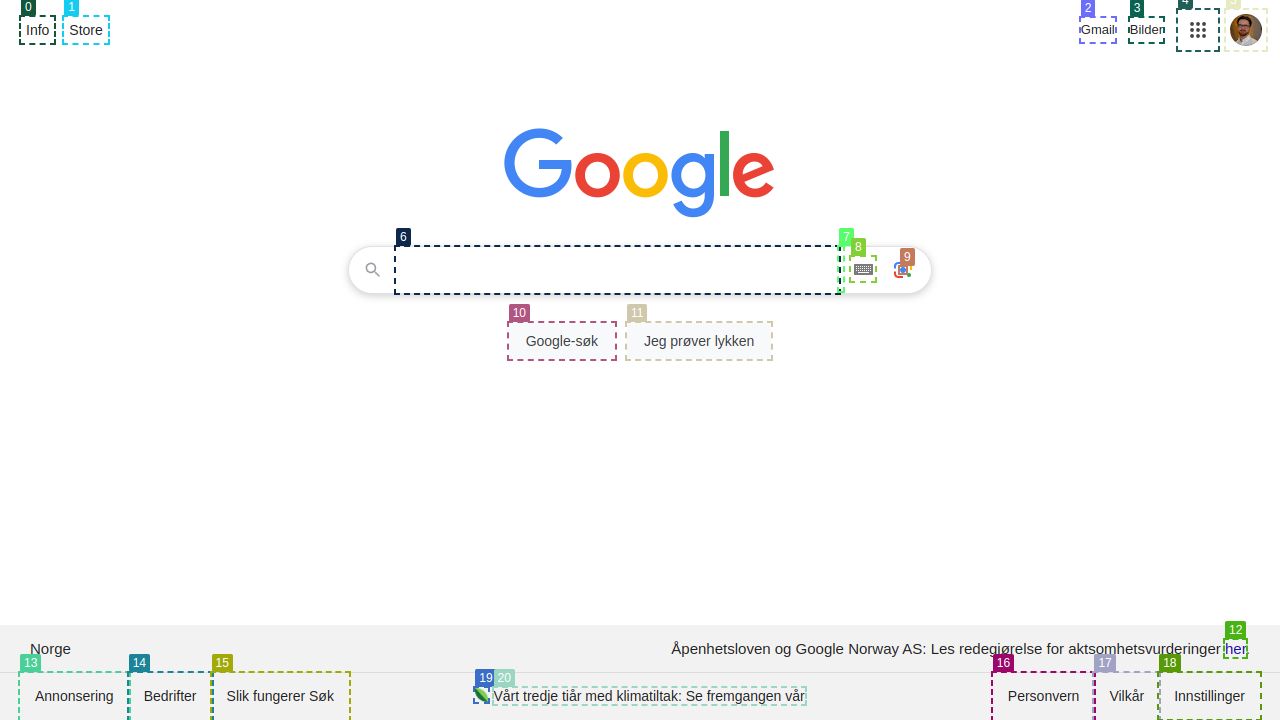 0 1 2 3 4 5
Info Store Gmail Bilder
Google
6 7 8 9
10 11
Google-søk Jeg prøver lykken
12
Norge Åpenhetsloven og Google Norway AS: Les redegjørelse for aktsomhetsvurderinger her.
13 14 15 19 20 16 17 18
Annonsering Bedrifter Slik fungerer Søk Vårt tredje tiår med klimatiltak: Se fremgangen vår Personvern Vilkår Innstillinger